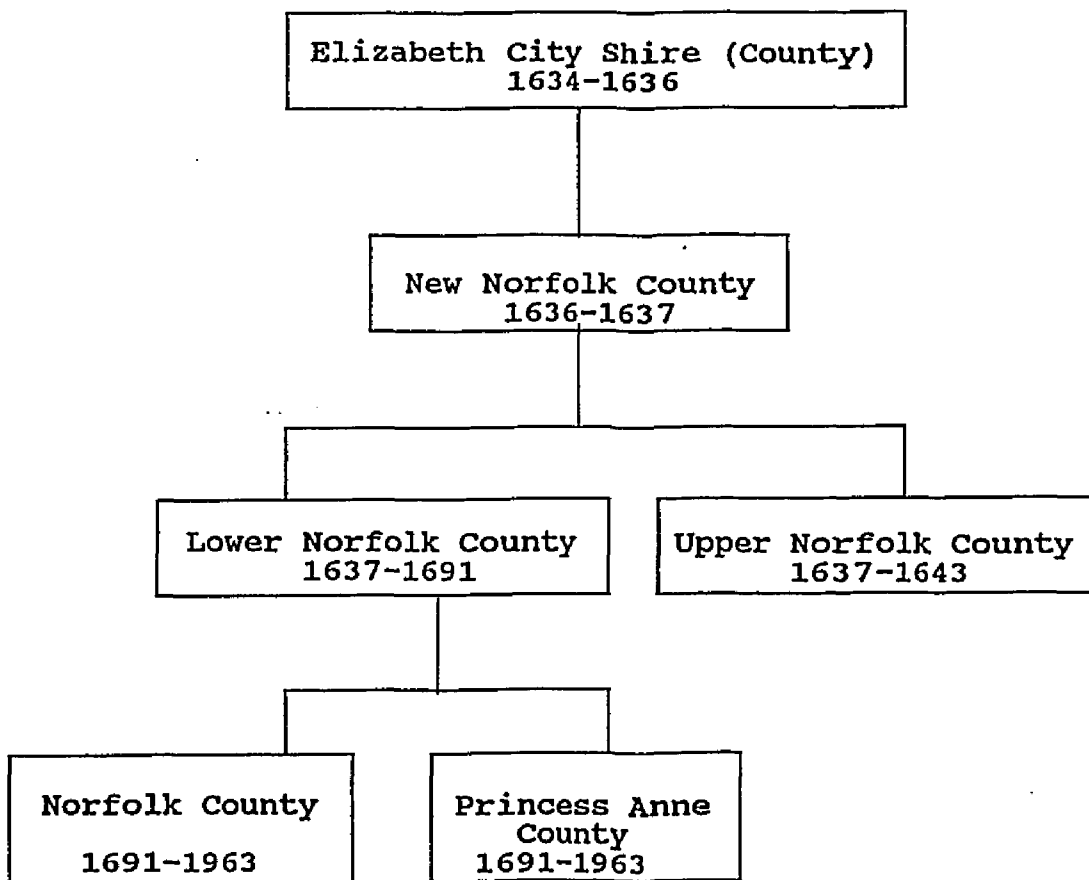 Elizabeth City Shire (County)
1634-1636
New Norfolk County
1636-1637
Lower Norfolk County
1637-1691
Upper Norfolk County
1637-1643
Norfolk County
1691-1963
Princess Anne
County
1691-1963